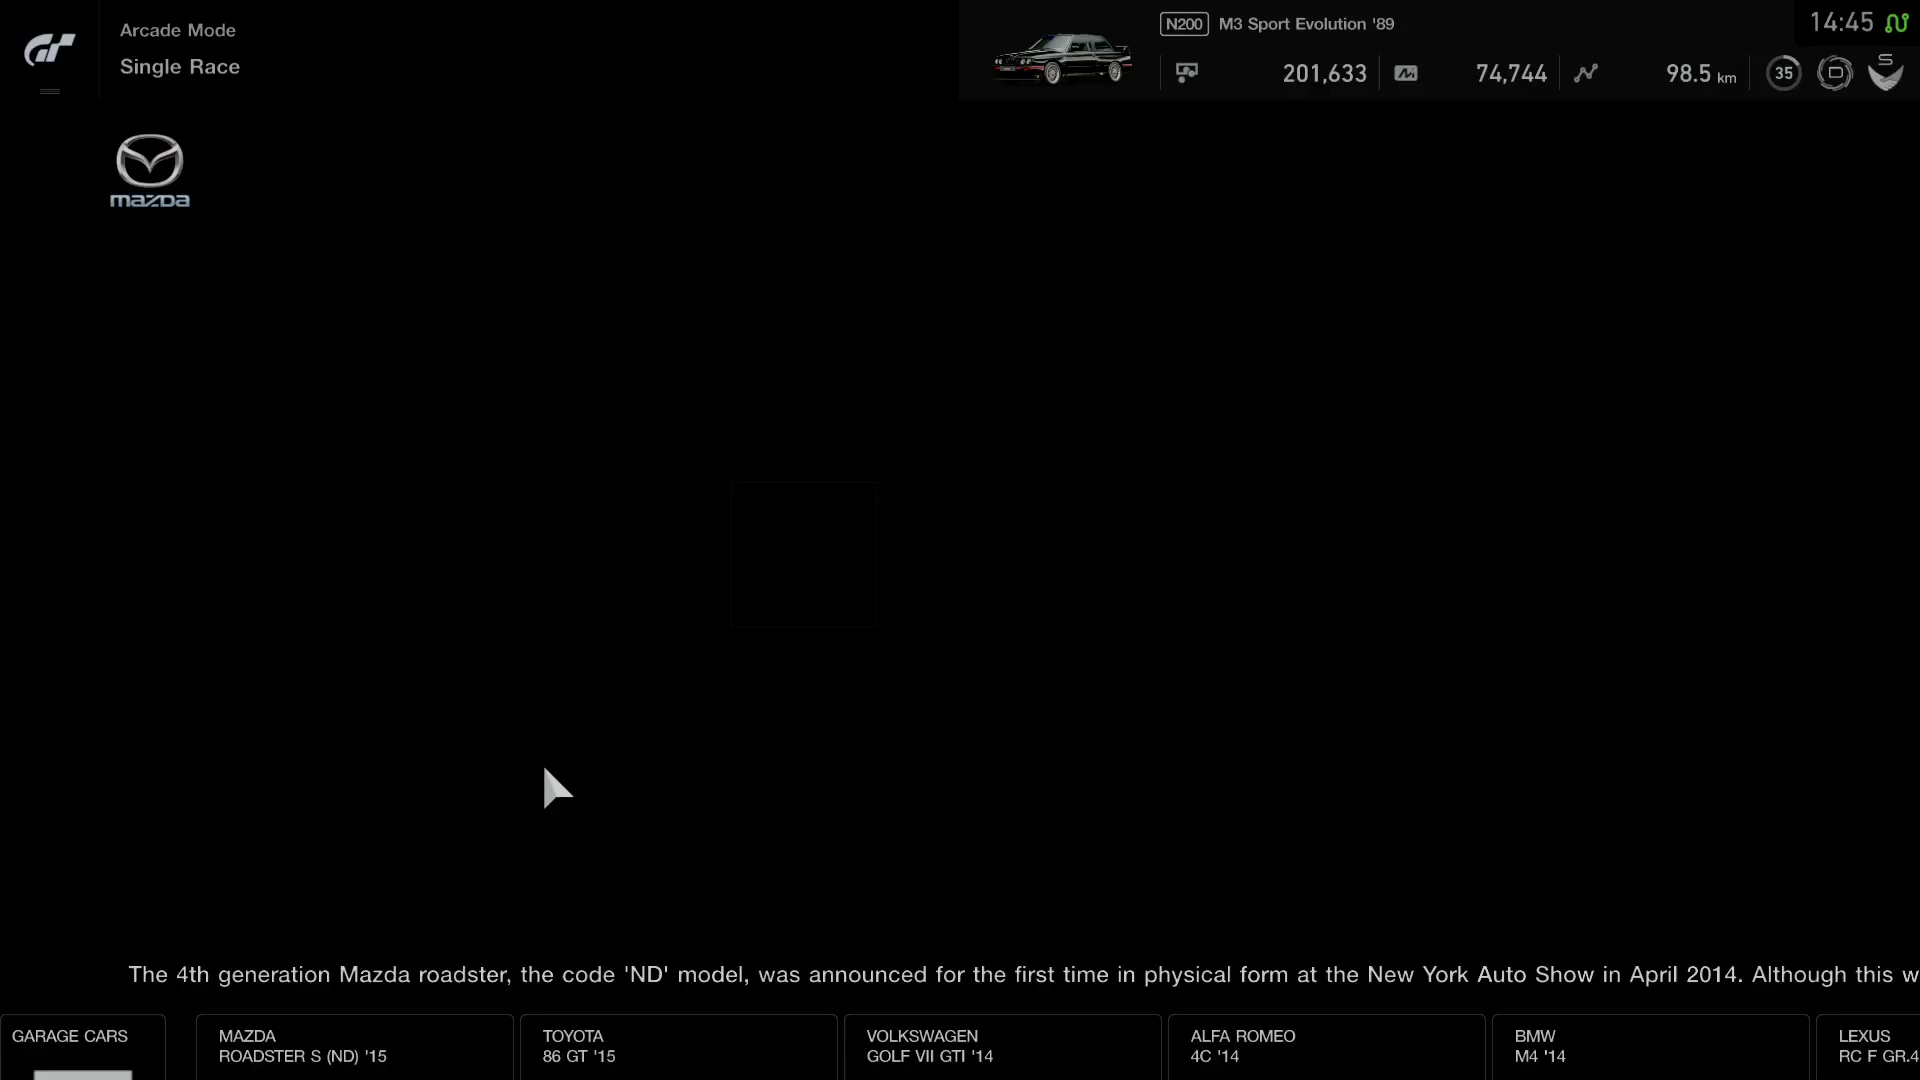 Arcade Mode
Single Race
N200 M3 Sport Evolution '89
14:45
201,633
74,744
98.5 km
35
D
S
mazda
The 4th generation Mazda roadster, the code 'ND' model, was announced for the first time in physical form at the New York Auto Show in April 2014. Although this w
GARAGE CARS
MAZDA
ROADSTER S (ND) '15
TOYOTA
86 GT '15
VOLKSWAGEN
GOLF VII GTI '14
ALFA ROMEO
4C '14
BMW
M4 '14
LEXUS
RC F GR.4